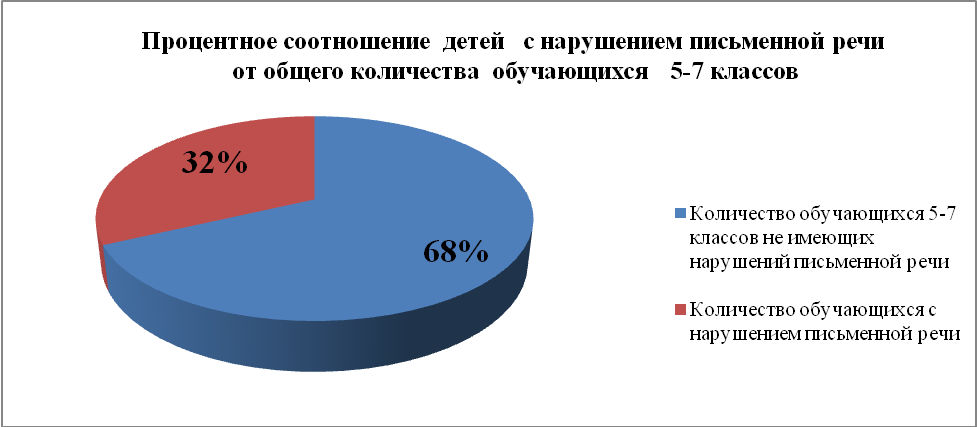 Процентное соотношение детей с нарушением письменной речи
от общего количества обучающихся 5-7 классов
32%
68%
Количество обучающихся 5-7
классов не имеющих
нарушений письменной речи
Количество обучающихся с
нарушением письменной речи